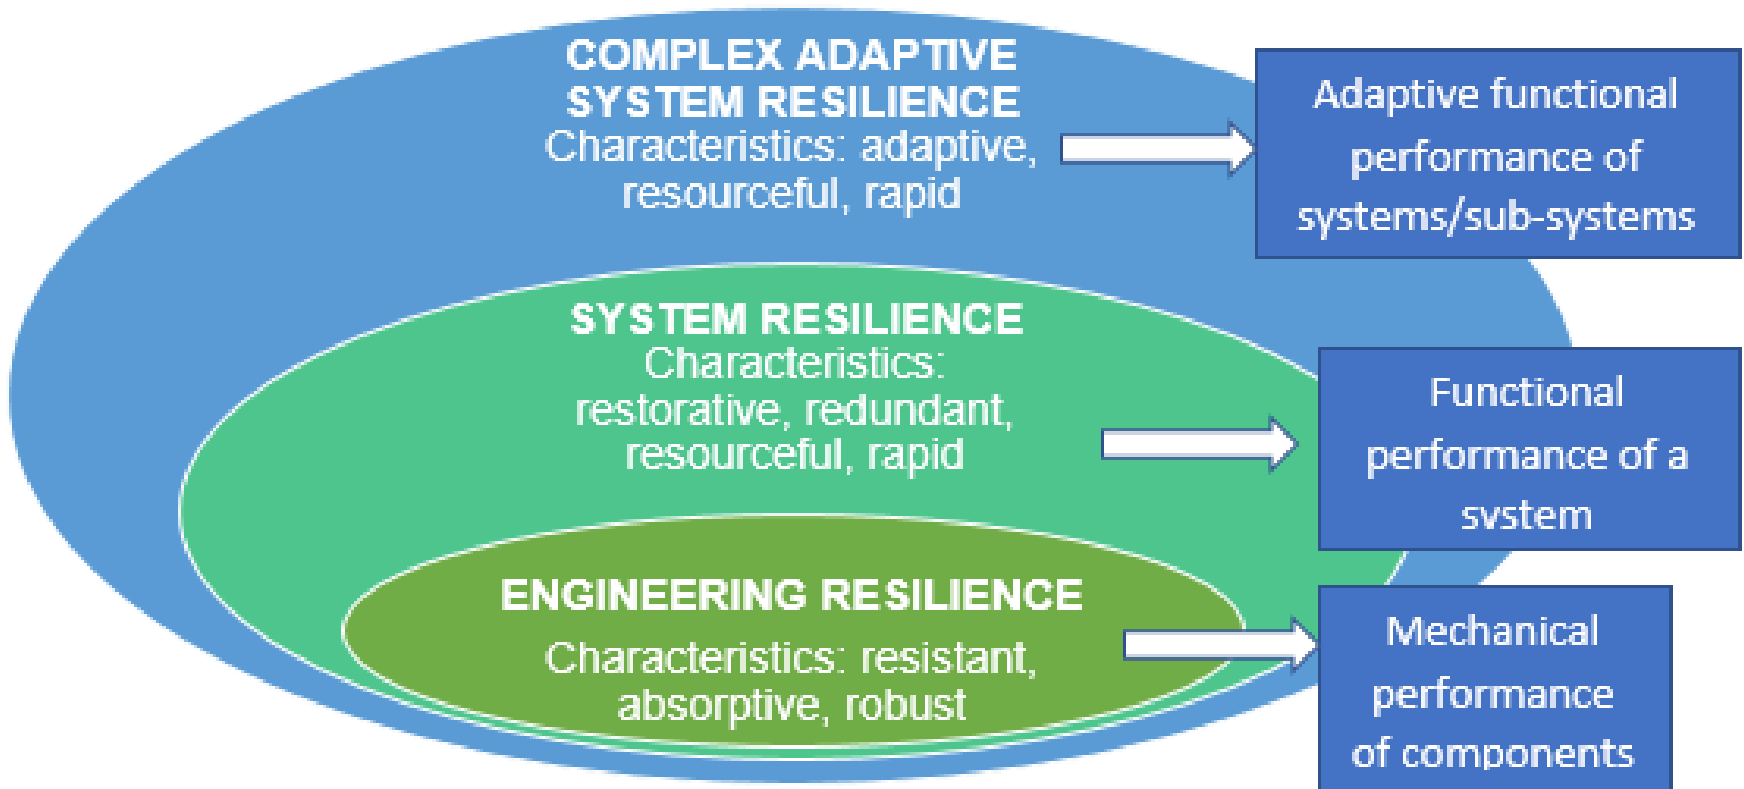 COMPLEX ADAPTIVE
SYSTEM RESILIENCE
Characteristics: adaptive,
resourceful, rapid
Adaptive functional
performance of
systems/sub-systems
SYSTEM RESILIENCE
Characteristics:
restorative, redundant,
resourceful, rapid
Functional
performance of a
system
ENGINEERING RESILIENCE
Characteristics: resistant,
absorptive, robust
Mechanical
performance
of components